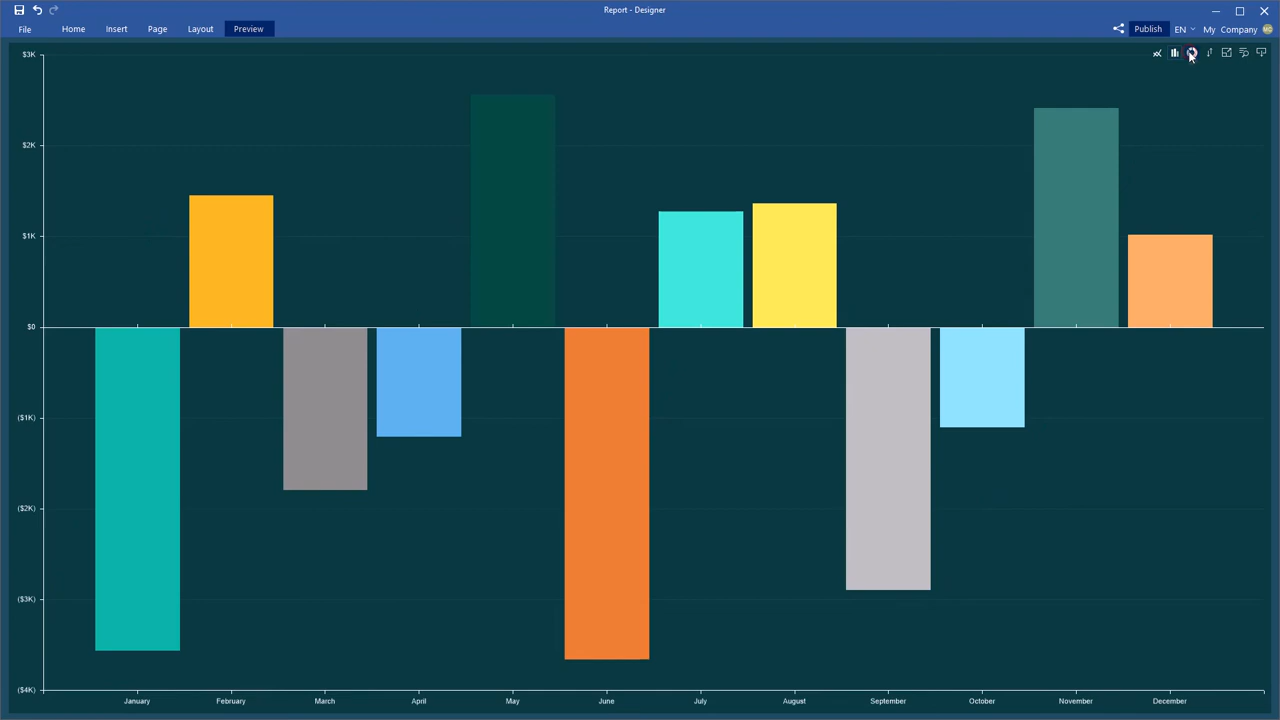 Report - Designer
File Home Insert Page Layout Preview Publish EN My Company
$3K
$2K
$1K
$0
($1K)
($2K)
($3K)
($4K)
January February March April May June July August September October November December